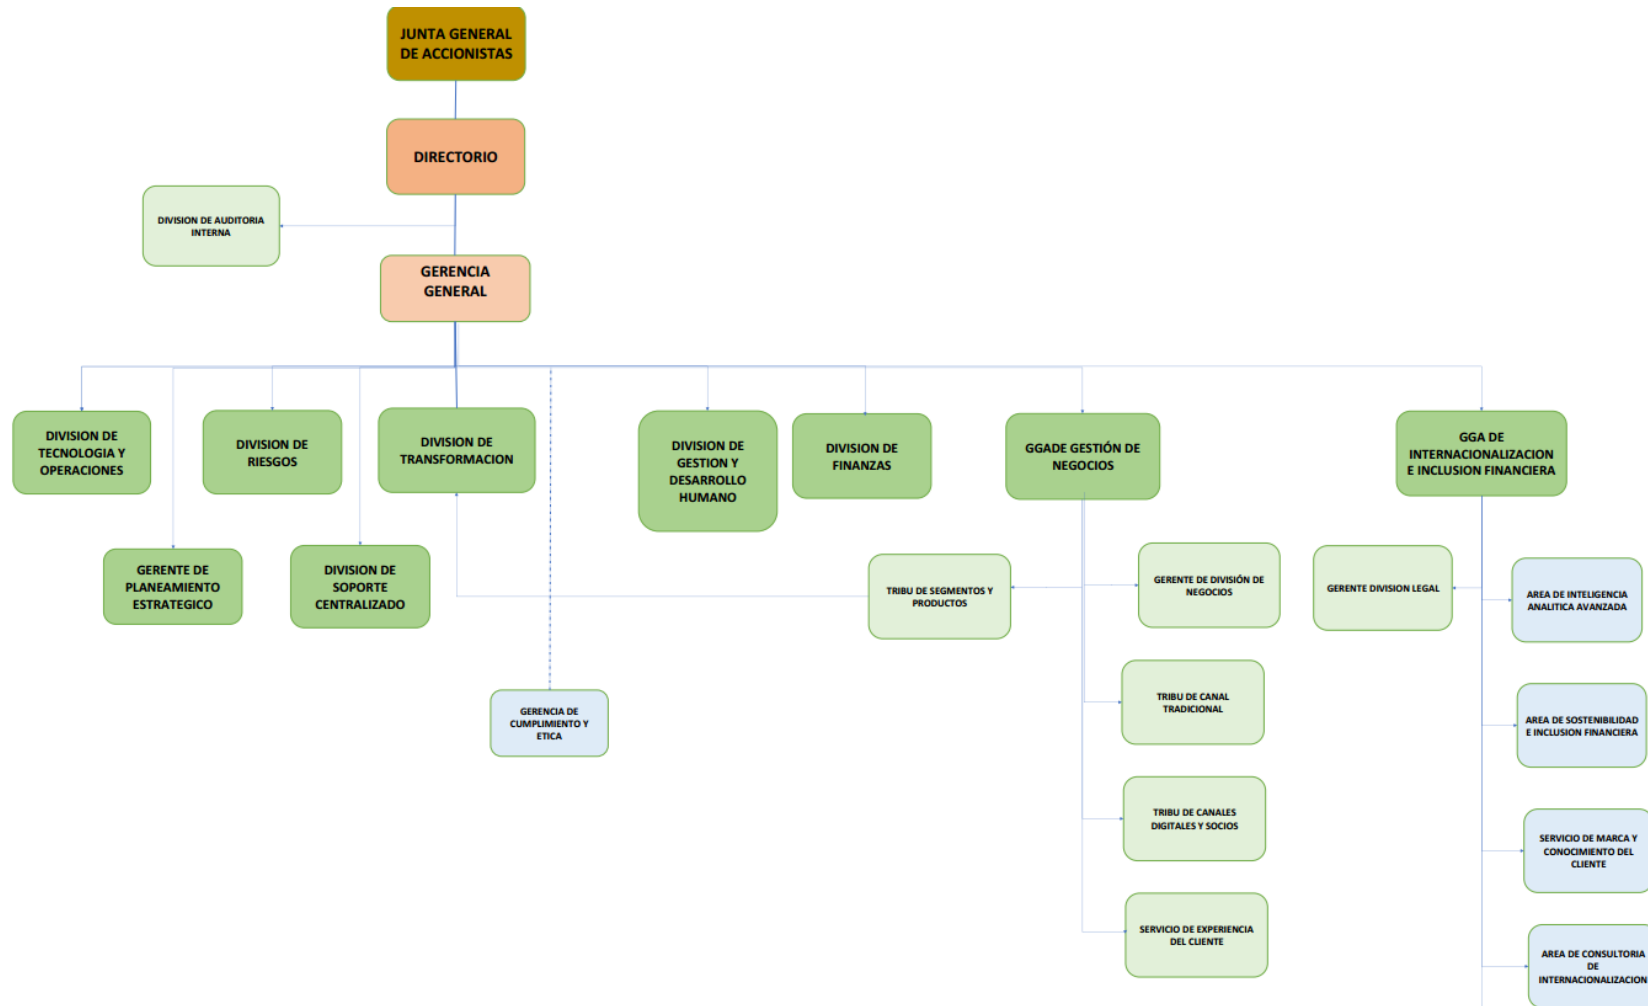 JUNTA GENERAL
DE ACCIONISTAS
DIRECTORIO
DIVISION DE AUDITORIA
INTERNA
GERENCIA
GENERAL
DIVISION DE
TECNOLOGIA Y
OPERACIONES
DIVISION DE
RIESGOS
DIVISION DE
TRANSFORMACION
DIVISION DE
GESTION Y
DESARROLLO
HUMANO
DIVISION DE
FINANZAS
GGADE GESTIÓN DE
NEGOCIOS
GGA DE
INTERNACIONALIZACION
E INCLUSION FINANCIERA
GERENTE DE
PLANEAMIENTO
ESTRATEGICO
DIVISION DE
SOPORTE
CENTRALIZADO
TRIBU DE SEGMENTOS Y
PRODUCTOS
GERENTE DE DIVISIÓN DE
NEGOCIOS
GERENTE DIVISION LEGAL
AREA DE INTELIGENCIA
ANALITICA AVANZADA
GERENCIA DE
CUMPLIMIENTO Y
ETICA
TRIBU DE CANAL
TRADICIONAL
AREA DE SOSTENIBILIDAD
E INCLUSION FINANCIERA
TRIBU DE CANALES
DIGITALES Y SOCIOS
SERVICIO DE MARCA Y
CONOCIMIENTO DEL
CLIENTE
SERVICIO DE EXPERIENCIA
DEL CLIENTE
AREA DE CONSULTORIA
DE
INTERNACIONALIZACION